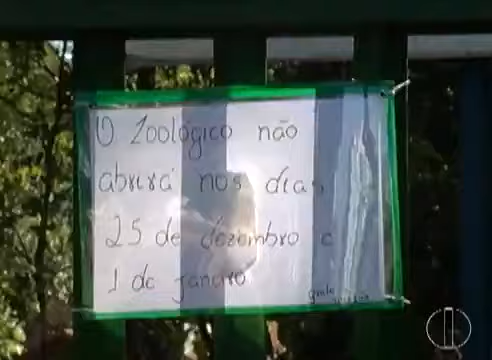 O Zoológico não
abrirá nos dias
25 de dezembro e
1 de janeiro